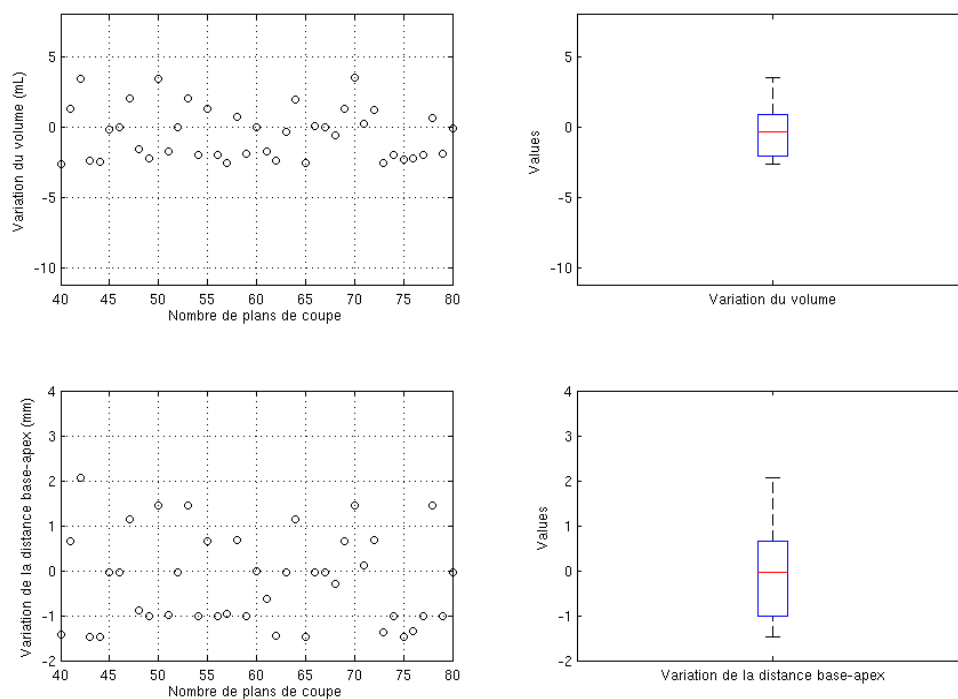 Variation du volume (mL)
5
0
−5
−10
40 45 50 55 60 65 70 75 80
Nombre de plans de coupe
Values
5
0
−5
−10
Variation du volume
Variation de la distance base−apex (mm)
4
3
2
1
0
−1
−2
40 45 50 55 60 65 70 75 80
Nombre de plans de coupe
Values
4
3
2
1
0
−1
−2
Variation de la distance base−apex